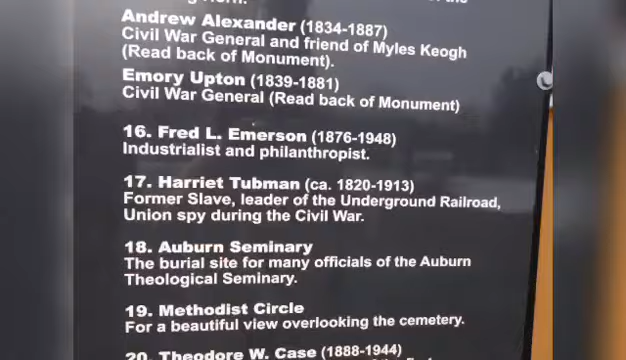 Andrew Alexander (1834-1887)
Civil War General and friend of Myles Keogh
(Read back of Monument).
Emory Upton (1839-1881)
Civil War General (Read back of Monument)
16. Fred L. Emerson (1876-1948)
Industrialist and philanthropist.
17. Harriet Tubman (ca. 1820-1913)
Former Slave, leader of the Underground Railroad,
Union spy during the Civil War.
18. Auburn Seminary
The burial site for many officials of the Auburn
Theological Seminary.
19. Methodist Circle
For a beautiful view overlooking the cemetery.
20. Theodore W. Case (1888-1944)